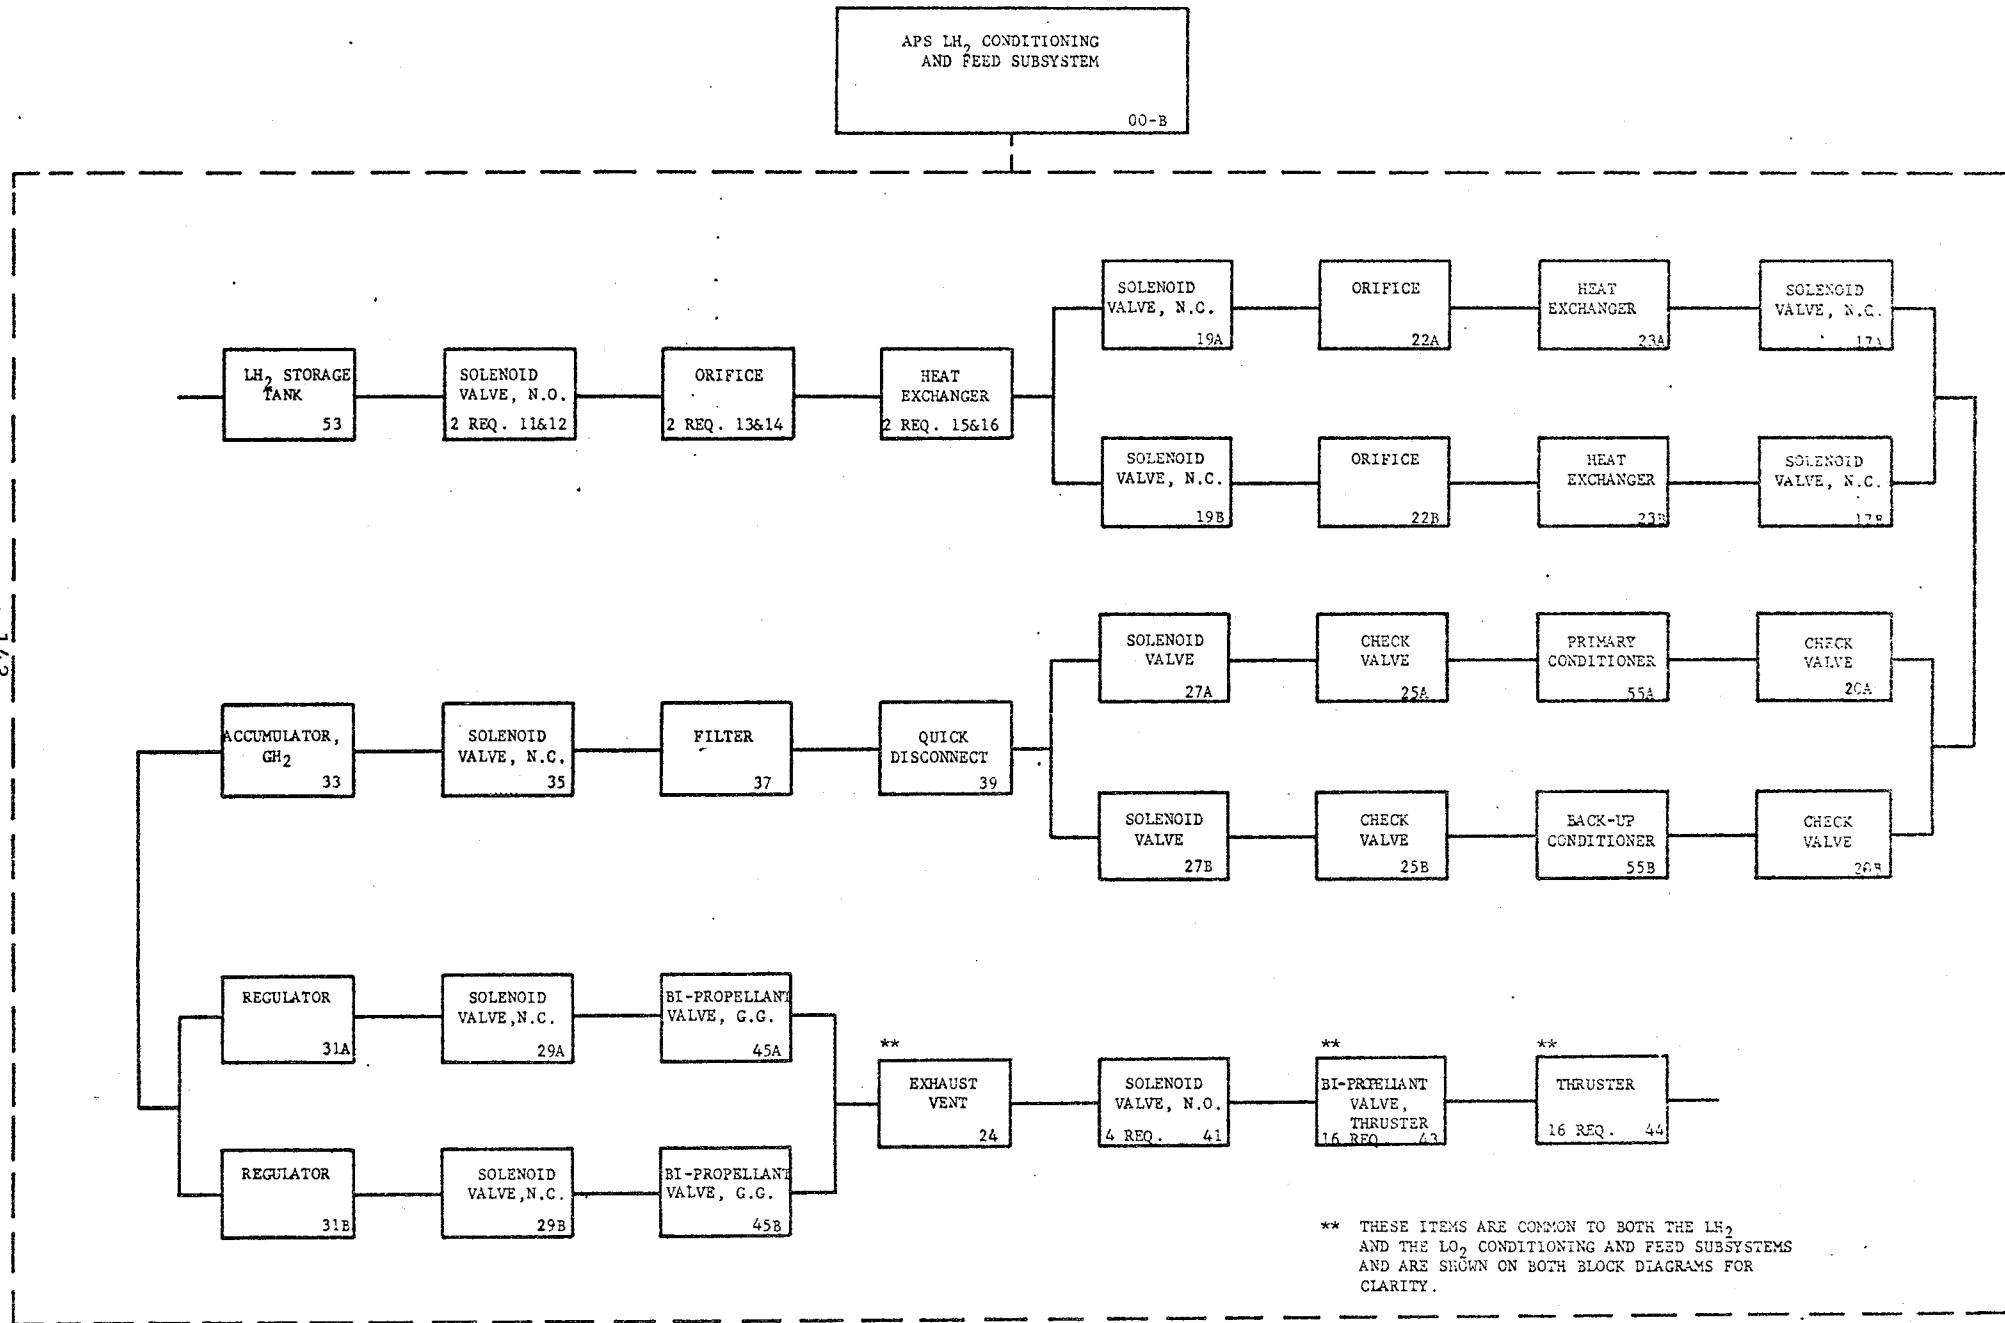 APS LH2 CONDITIONING
AND FEED SUBSYSTEM
00-B
SOLENOID
VALVE, N.C.
19A
ORIFICE
22A
HEAT
EXCHANGER
23A
SOLENOID
VALVE, N.C.
17A
LH2 STORAGE
TANK
53
SOLENOID
VALVE, N.O.
2 REQ. 11&12
ORIFICE
2 REQ. 13&14
HEAT
EXCHANGER
2 REQ. 15&16
SOLENOID
VALVE, N.C.
19B
ORIFICE
22B
HEAT
EXCHANGER
23B
SOLENOID
VALVE, N.C.
17B
SOLENOID
VALVE
27A
CHECK
VALVE
25A
PRIMARY
CONDITIONER
55A
CHECK
VALVE
ACCUMULATOR,
GH2
33
SOLENOID
VALVE, N.C.
35
FILTER
37
QUICK
DISCONNECT
39
SOLENOID
VALVE
27B
CHECK
VALVE
25B
BACK-UP
CONDITIONER
55B
CHECK
VALVE
REGULATOR
31A
SOLENOID
VALVE,N.C.
29A
BI-PROPELLANT
VALVE, G.G.
45A
**
EXHAUST
VENT
24
SOLENOID
VALVE, N.O.
4 REQ. 41
**
BI-PRTELIANT
VALVE,
THRUSTER
16 REQ. 43
**
THRUSTER
16 REQ. 44
REGULATOR
31B
SOLENOID
VALVE,N.C.
29B
BI-PROPELLANT
VALVE, G.G.
45B
** THESE ITEMS ARE COMMON TO BOTH THE LH2
AND THE LO2 CONDITIONING AND FEED SUBSYSTEMS
AND ARE SHOWN ON BOTH BLOCK DIAGRAMS FOR
CLARITY.